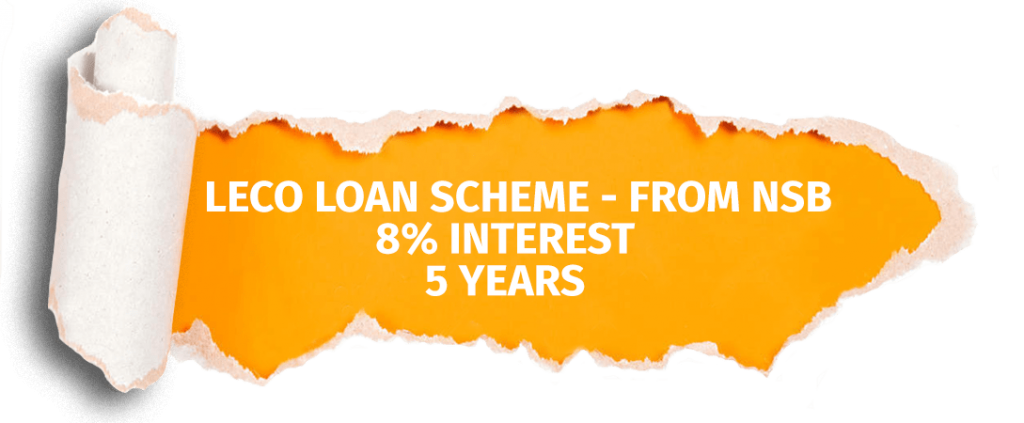 LECO LOAN SCHEME - FROM NSB
8% INTEREST
5 YEARS